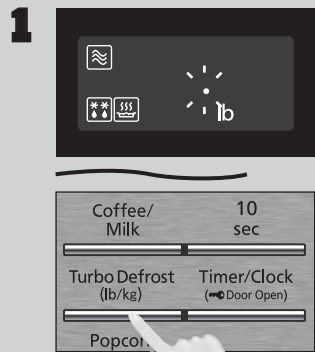 1
lb
Coffee/ 10
Milk sec
Turbo Defrost Timer/Clock
(lb/kg) (Door Open)